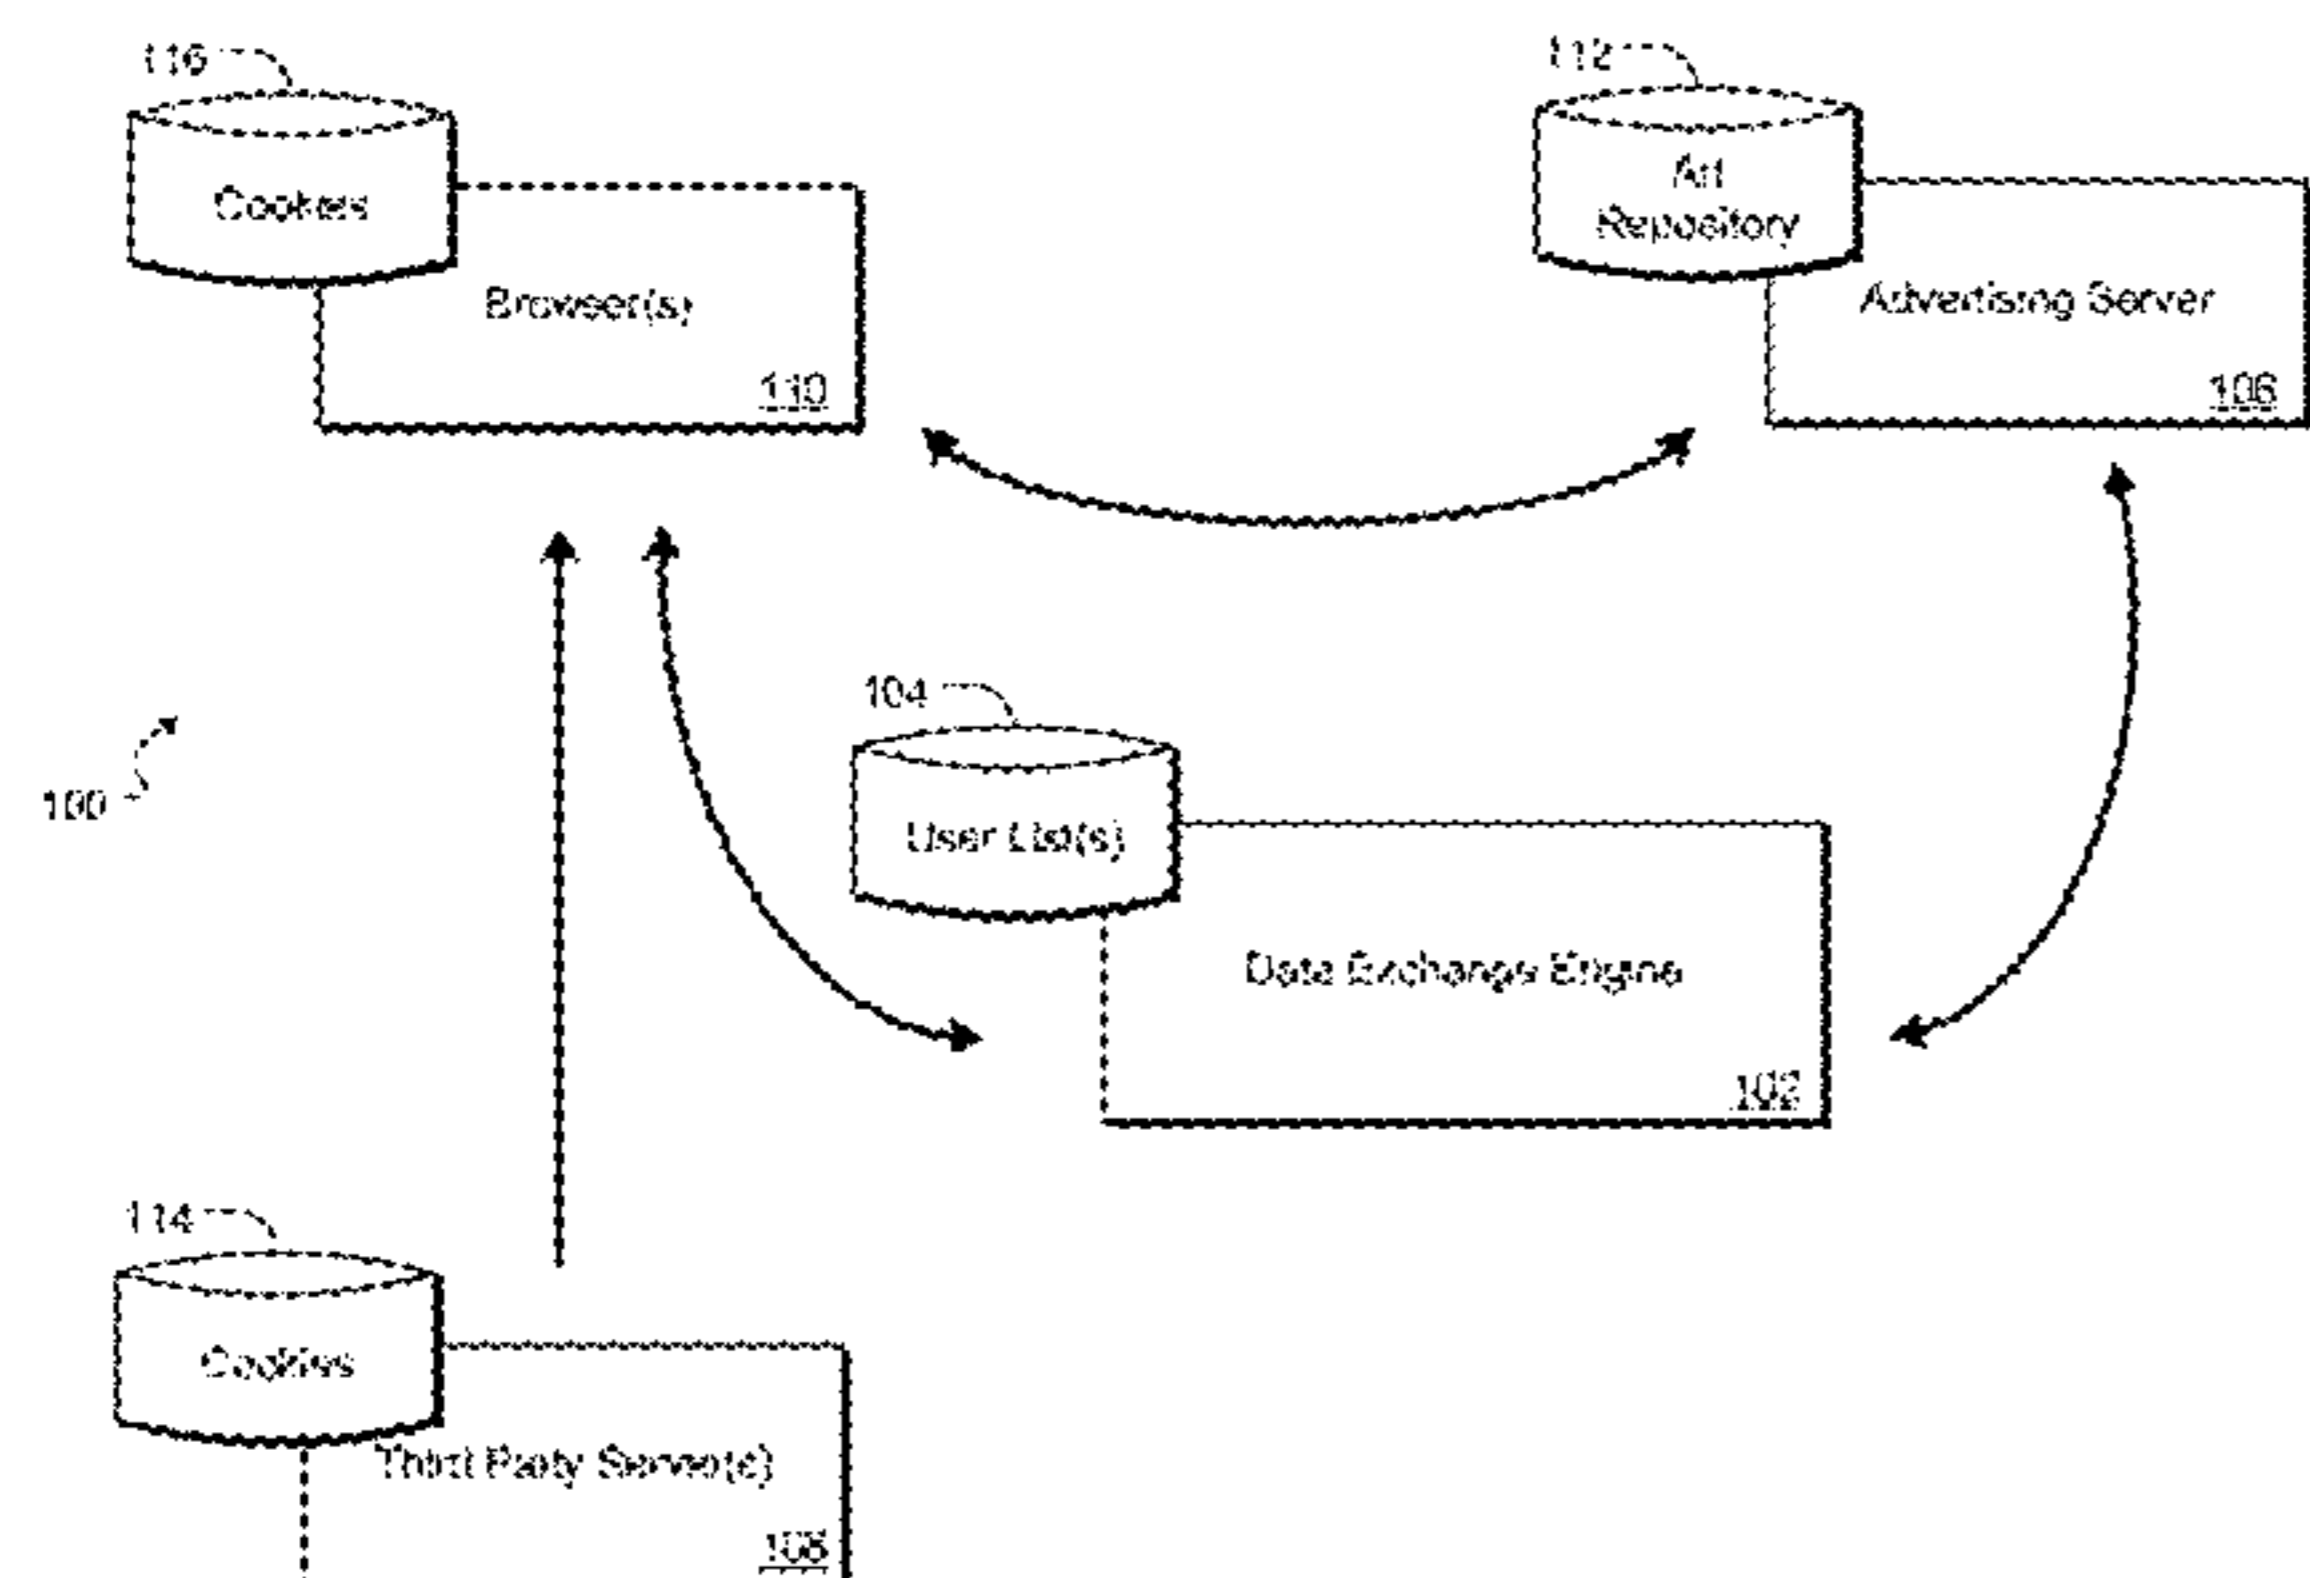 116
Cookies
Browser(s)
110
112
Art
Repository
Advertising Server
106
100
104
User List(s)
Data Exchange Engine
102
114
Cookies
Third Party Server(s)
108